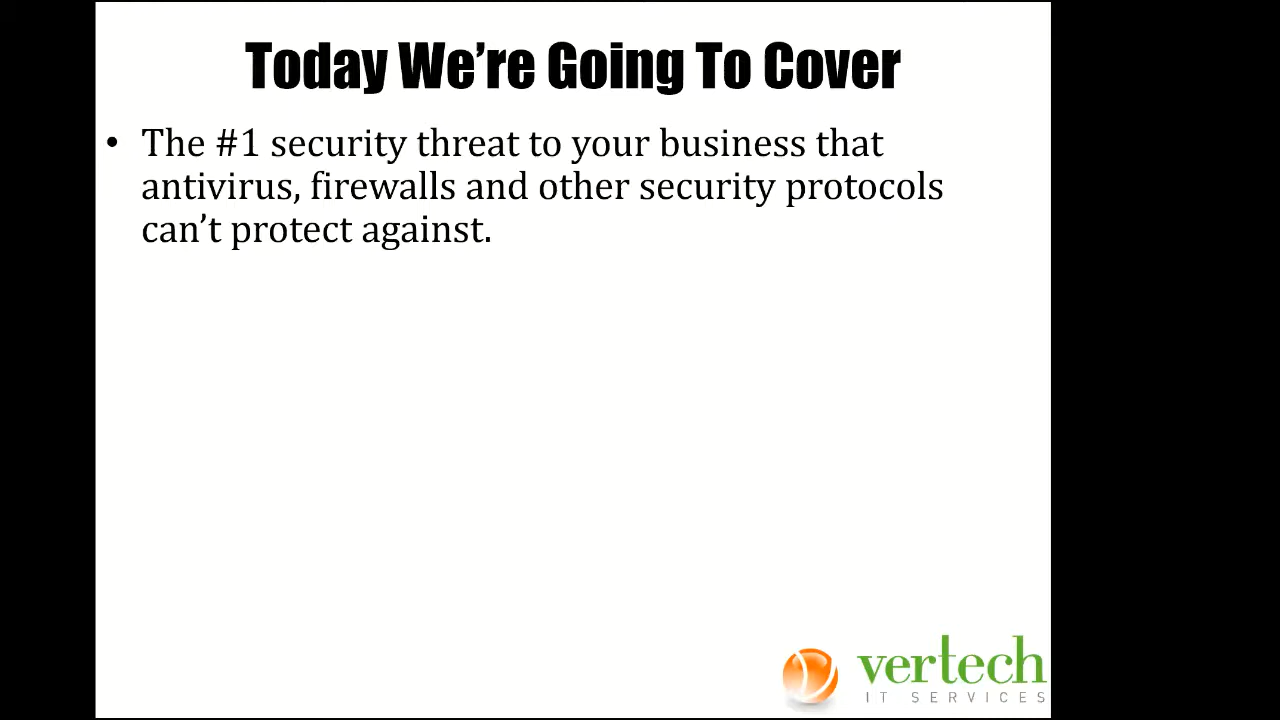 Today We’re Going To Cover
• The #1 security threat to your business that
antivirus, firewalls and other security protocols
can’t protect against.
vertech
IT SERVICES